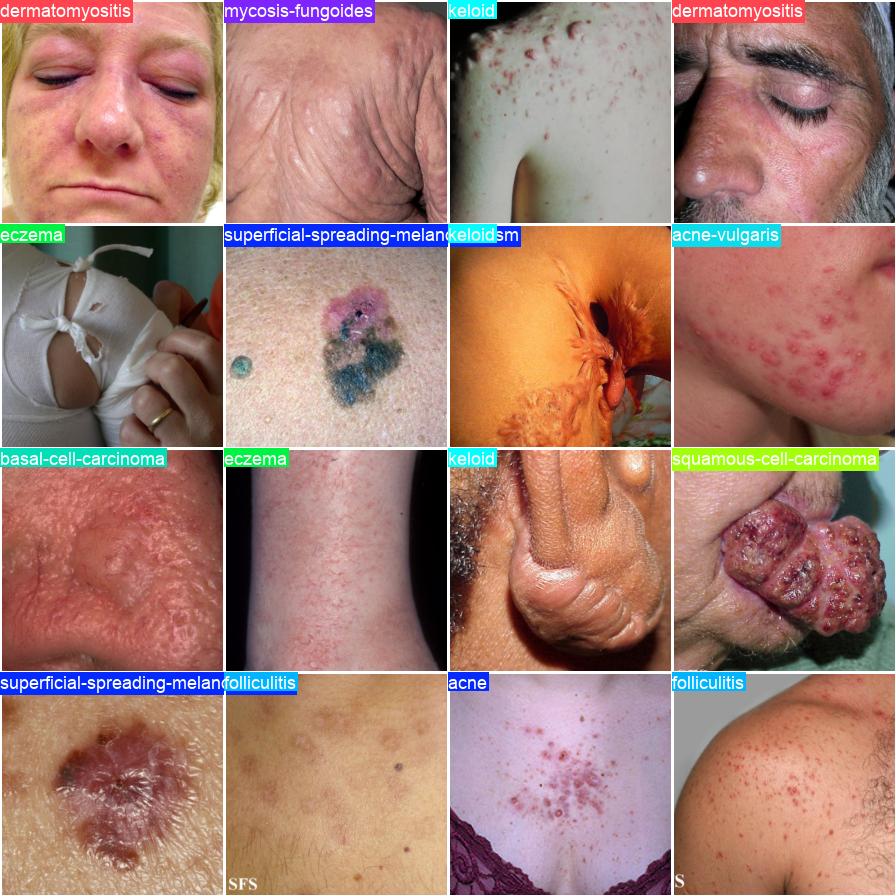 dermatomyositis
mycosis-fungoides
keloid
dermatomyositis
eczema
superficial-spreading-melan
keloid
sm
acne-vulgaris
basal-cell-carcinoma
eczema
keloid
squamous-cell-carcinoma
superficial-spreading-melan
folliculitis
acne
folliculitis
SFS
S